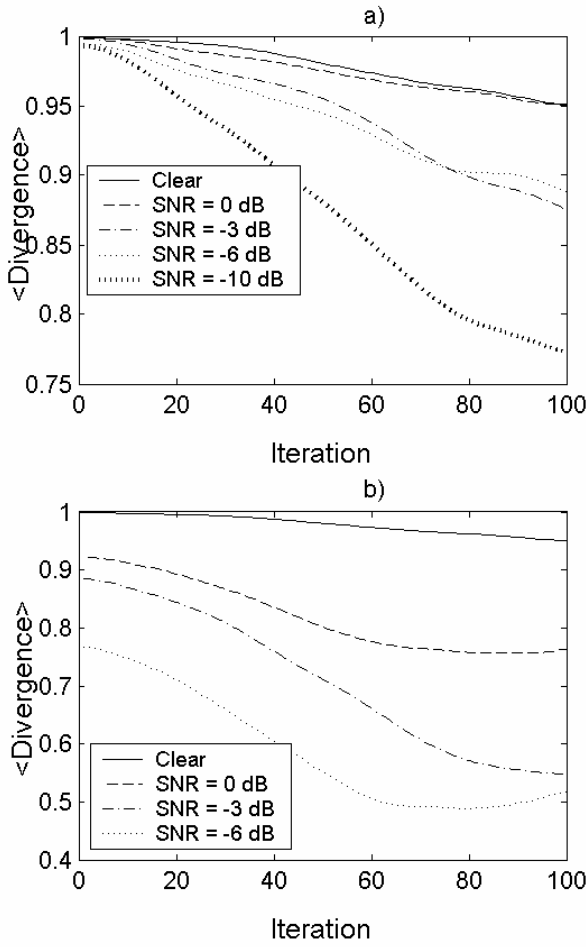 a)
1
0.95
0.9
0.85
0.8
0.75
<Divergence>
Clear
SNR = 0 dB
SNR = -3 dB
SNR = -6 dB
SNR = -10 dB
0 20 40 60 80 100
Iteration
b)
1
0.9
0.8
0.7
0.6
0.5
0.4
<Divergence>
Clear
SNR = 0 dB
SNR = -3 dB
SNR = -6 dB
0 20 40 60 80 100
Iteration